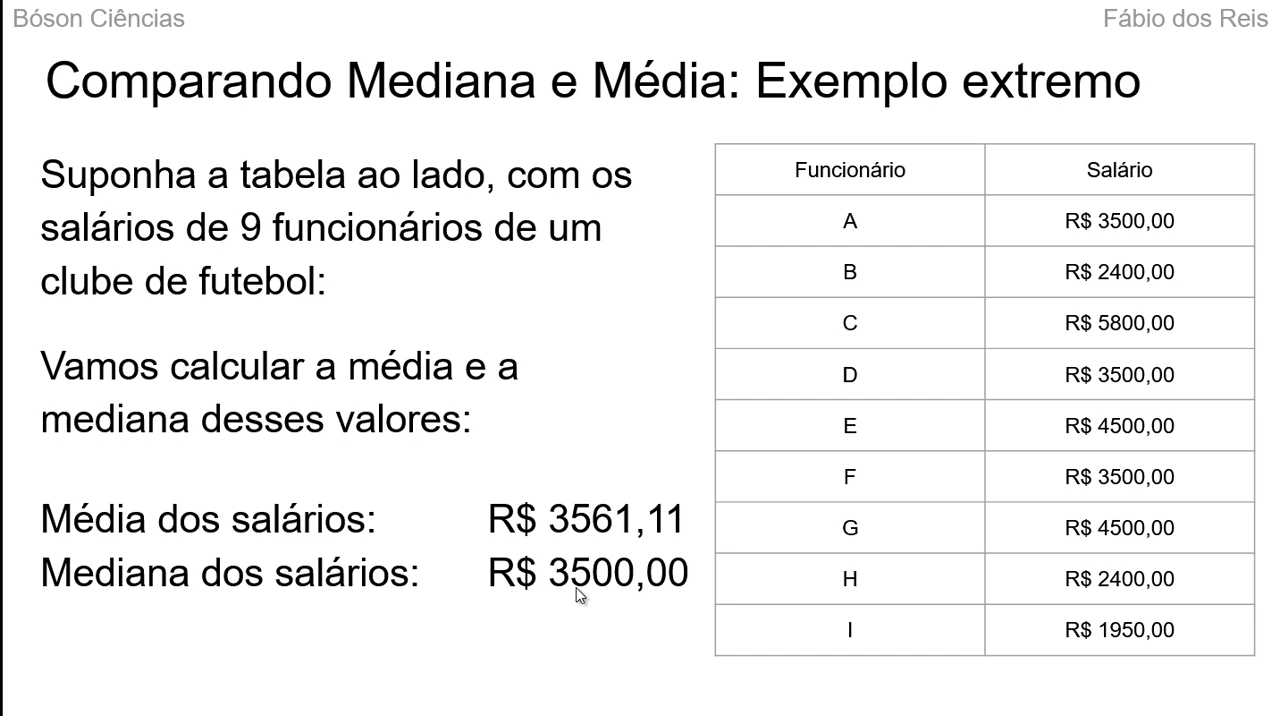 Bóson Ciências
Fábio dos Reis
Comparando Mediana e Média: Exemplo extremo
Suponha a tabela ao lado, com os
salários de 9 funcionários de um
clube de futebol:
Vamos calcular a média e a
mediana desses valores:
Média dos salários: R$ 3561,11
Mediana dos salários: R$ 3500,00
Funcionário Salário
A R$ 3500,00
B R$ 2400,00
C R$ 5800,00
D R$ 3500,00
E R$ 4500,00
F R$ 3500,00
G R$ 4500,00
H R$ 2400,00
I R$ 1950,00